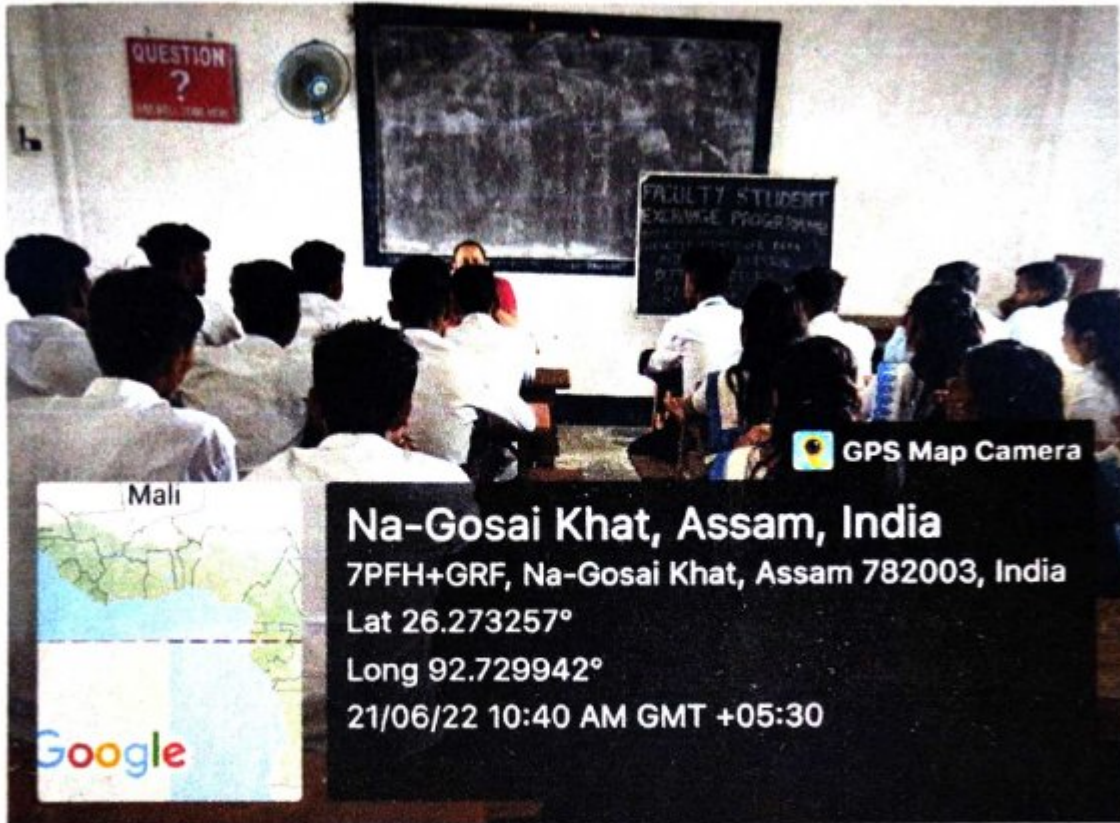 QUESTION
?
FACULTY STUDENT
EXCHANGE PROGRAMME
GPS Map Camera
Mali
Na-Gosai Khat, Assam, India
7PFH+GRF, Na-Gosai Khat, Assam 782003, India
Lat 26.273257°
Long 92.729942°
21/06/22 10:40 AM GMT +05:30
Google